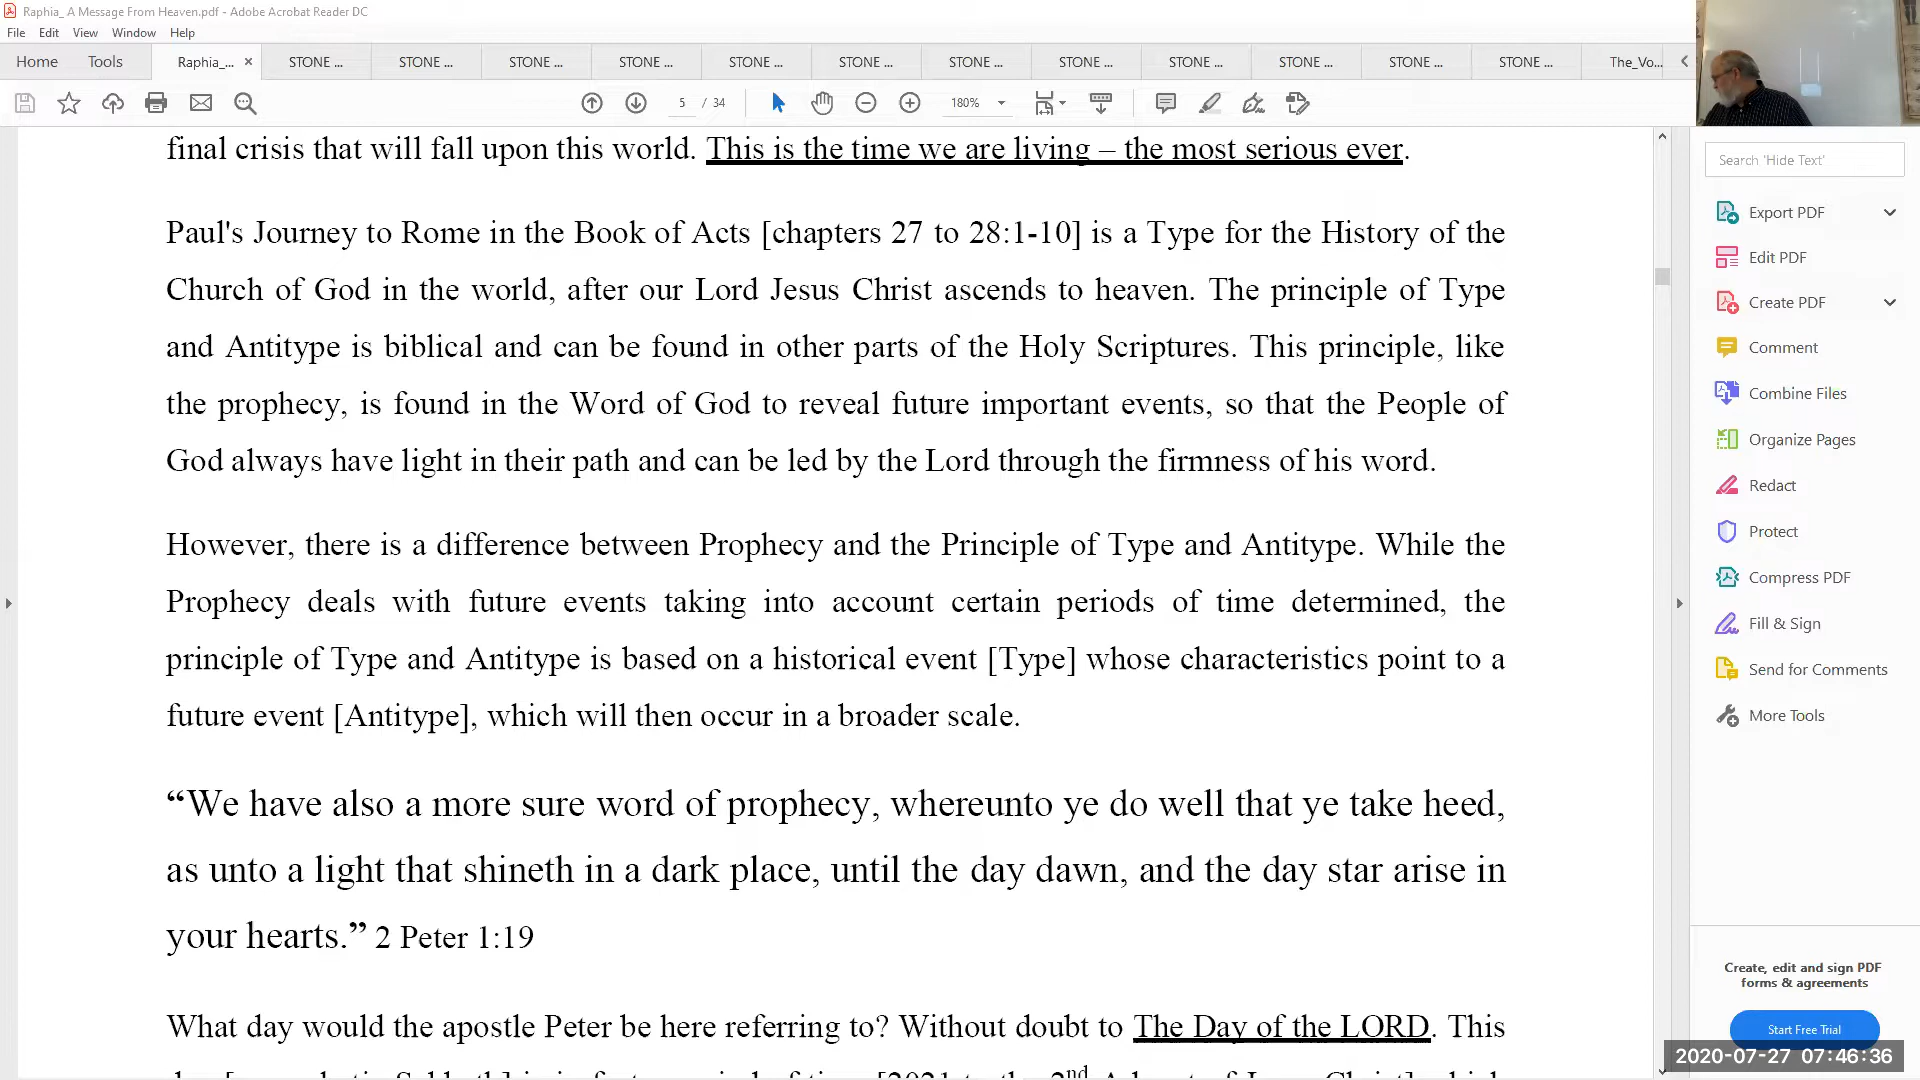 Raphia_ A Message From Heaven.pdf - Adobe Acrobat Reader DC
File Edit View Window Help
Home Tools Raphia_... × STONE ... STONE ... STONE ... STONE ... STONE ... STONE ... STONE ... STONE ... STONE ... STONE ... STONE ... STONE ... The_Vo...
5 / 34 180%
final crisis that will fall upon this world. This is the time we are living – the most serious ever.
Paul's Journey to Rome in the Book of Acts [chapters 27 to 28:1-10] is a Type for the History of the
Church of God in the world, after our Lord Jesus Christ ascends to heaven. The principle of Type
and Antitype is biblical and can be found in other parts of the Holy Scriptures. This principle, like
the prophecy, is found in the Word of God to reveal future important events, so that the People of
God always have light in their path and can be led by the Lord through the firmness of his word.
However, there is a difference between Prophecy and the Principle of Type and Antitype. While the
Prophecy deals with future events taking into account certain periods of time determined, the
principle of Type and Antitype is based on a historical event [Type] whose characteristics point to a
future event [Antitype], which will then occur in a broader scale.
“We have also a more sure word of prophecy, whereunto ye do well that ye take heed,
as unto a light that shineth in a dark place, until the day dawn, and the day star arise in
your hearts.” 2 Peter 1:19
What day would the apostle Peter be here referring to? Without doubt to The Day of the LORD. This
Search 'Hide Text'
Export PDF
Edit PDF
Create PDF
Comment
Combine Files
Organize Pages
Redact
Protect
Compress PDF
Fill & Sign
Send for Comments
More Tools
Create, edit and sign PDF
forms & agreements
Start Free Trial
2020-07-27 07:46:36